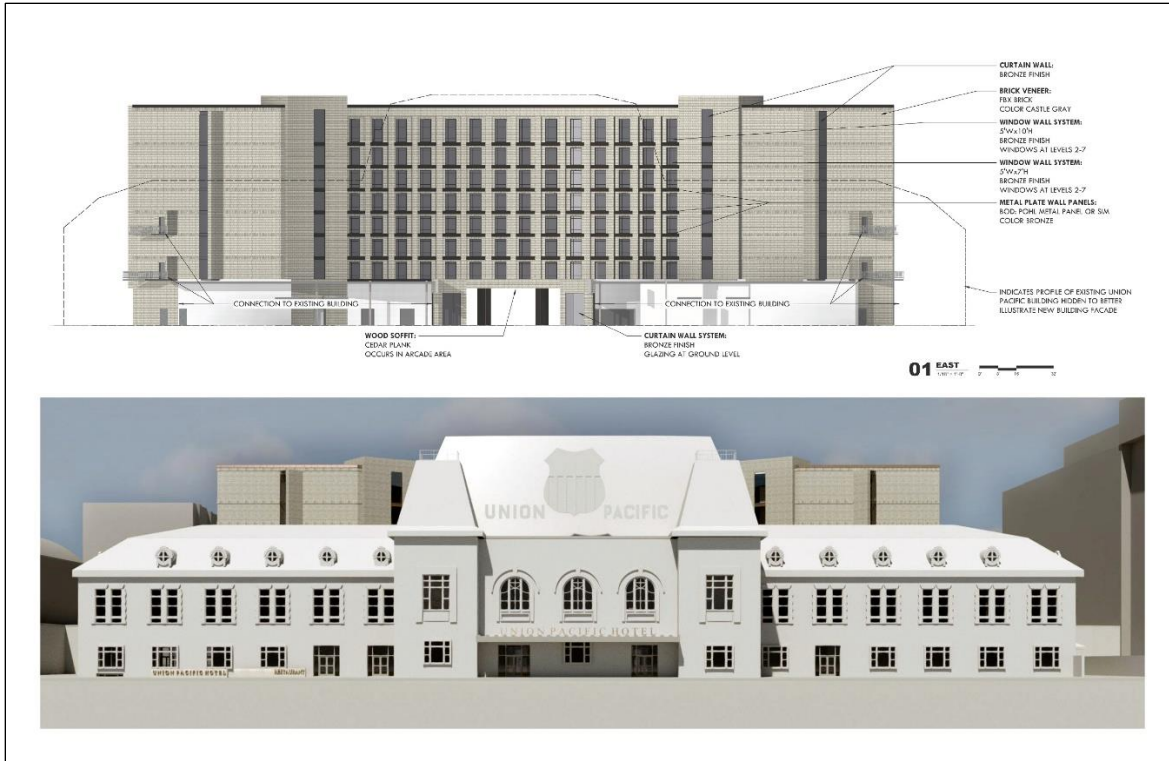 CURTAIN WALL:
BRONZE FINISH
BRICK VENEER:
FBX BRICK
COLOR CASTLE GRAY
WINDOW WALL SYSTEM:
5'Wx10'H
BRONZE FINISH
WINDOWS AT LEVELS 2-7
WINDOW WALL SYSTEM:
5'Wx7'H
BRONZE FINISH
WINDOWS AT LEVELS 2-7
METAL PLATE WALL PANELS:
BOD: POHL METAL PANEL OR SIM
COLOR BRONZE
CONNECTION TO EXISTING BUILDING
CONNECTION TO EXISTING BUILDING
INDICATES PROFILE OF EXISTING UNION
PACIFIC BUILDING HIDDEN TO BETTER
ILLUSTRATE NEW BUILDING FACADE
WOOD SOFFIT:
CEDAR PLANK
OCCURS IN ARCADE AREA
CURTAIN WALL SYSTEM:
BRONZE FINISH
GLAZING AT GROUND LEVEL
01 EAST
UNION PACIFIC
UNION PACIFIC HOTEL
UNION PACIFIC HOTEL
RESTAURANT